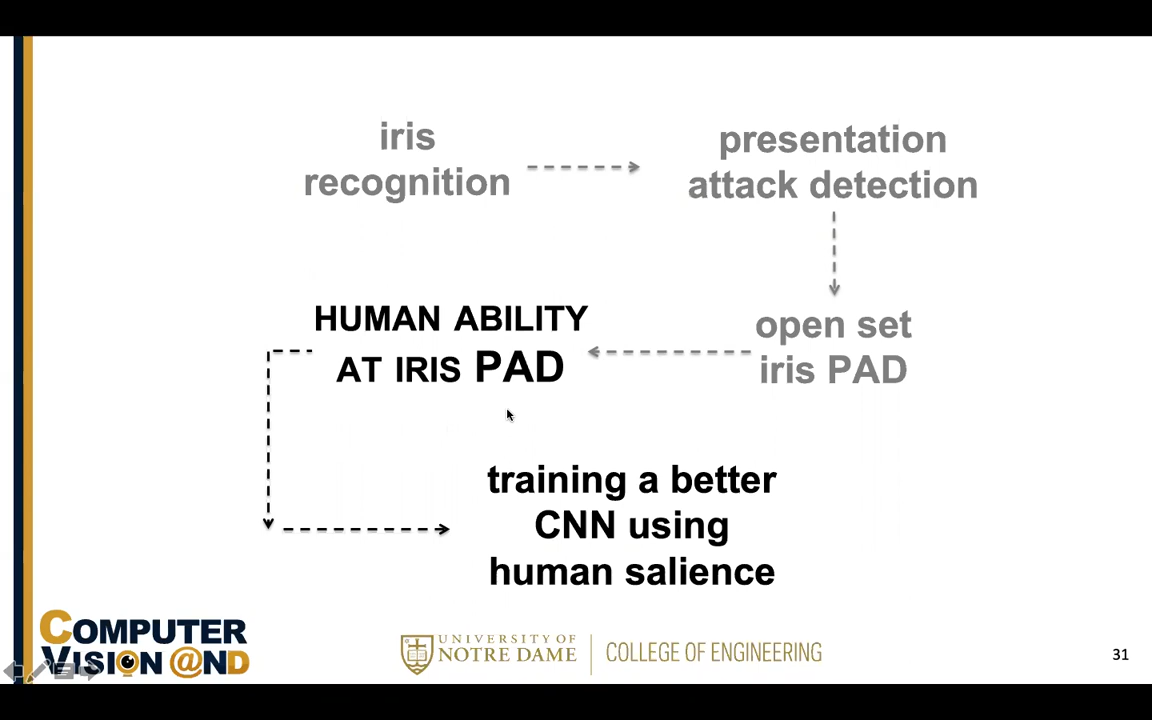 iris
recognition
presentation
attack detection
HUMAN ABILITY
AT IRIS PAD
open set
iris PAD
training a better
CNN using
human salience
COMPUTER
VISION @ND
UNIVERSITY OF
NOTRE DAME
COLLEGE OF ENGINEERING
31